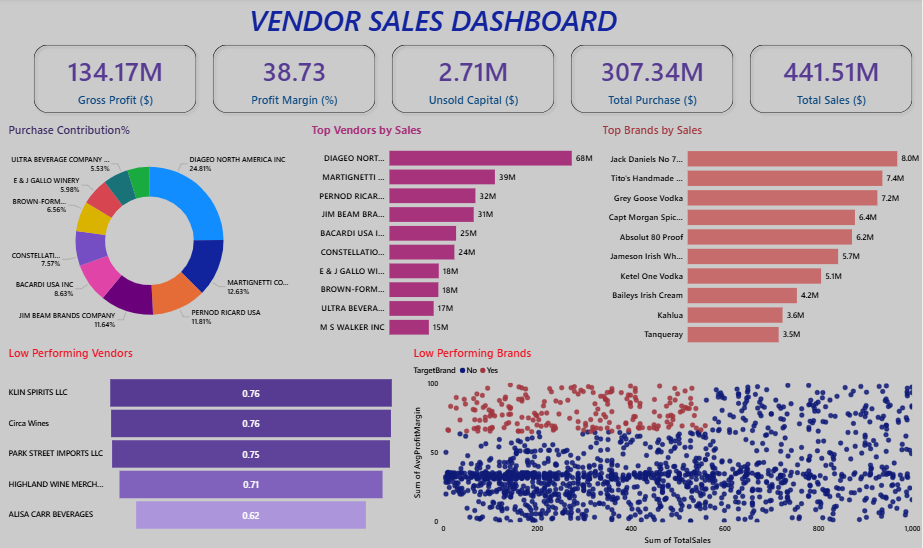 VENDOR SALES DASHBOARD
134.17M
Gross Profit ($)
38.73
Profit Margin (%)
2.71M
Unsold Capital ($)
307.34M
Total Purchase ($)
441.51M
Total Sales ($)
Purchase Contribution%
ULTRA BEVERAGE COMPANY ...
5.53%
E & J GALLO WINERY
5.98%
BROWN-FORM...
6.56%
CONSTELLATI...
7.57%
BACARDI USA INC
8.63%
JIM BEAM BRANDS COMPANY
11.64%
PERNOD RICARD USA
11.81%
MARTIGNETTI CO...
12.63%
DIAGEO NORTH AMERICA INC
24.81%
Top Vendors by Sales
DIAGEO NORT... 68M
MARTIGNETTI ... 39M
PERNOD RICAR... 32M
JIM BEAM BRA... 31M
BACARDI USA I... 25M
CONSTELLATIO... 24M
E & J GALLO WI... 18M
BROWN-FORM... 18M
ULTRA BEVERA... 17M
M S WALKER INC 15M
Top Brands by Sales
Jack Daniels No 7... 8.0M
Tito's Handmade ... 7.4M
Grey Goose Vodka 7.2M
Capt Morgan Spic... 6.4M
Absolut 80 Proof 6.2M
Jameson Irish Wh... 5.7M
Ketel One Vodka 5.1M
Baileys Irish Cream 4.2M
Kahlua 3.6M
Tanqueray 3.5M
Low Performing Vendors
KLIN SPIRITS LLC 0.76
Circa Wines 0.76
PARK STREET IMPORTS LLC 0.75
HIGHLAND WINE MERCH... 0.71
ALISA CARR BEVERAGES 0.62
Low Performing Brands
TargetBrand No Yes
Sum of AvgProfitMargin
100
50
0
0 200 400 600 800 1,000
Sum of TotalSales